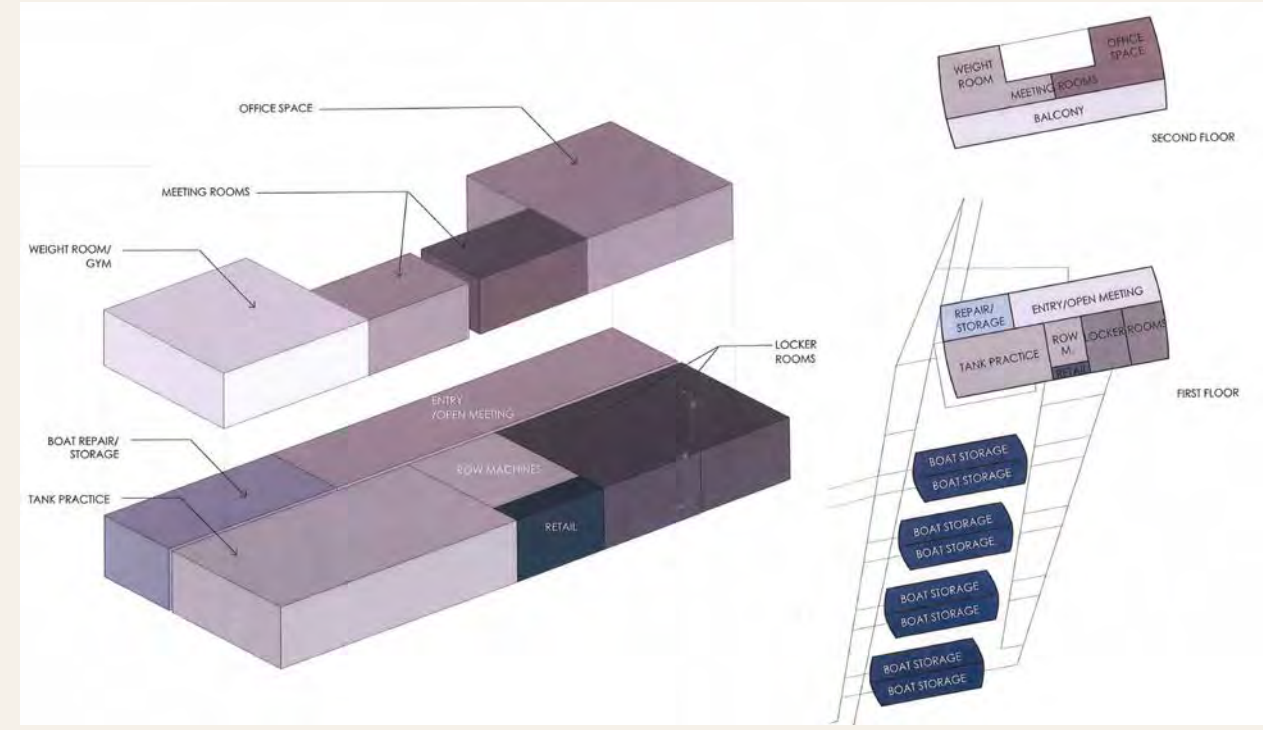 OFFICE SPACE
MEETING ROOMS
WEIGHT ROOM/
GYM
LOCKER
ROOMS
ENTRY
/OPEN MEETING
BOAT REPAIR/
STORAGE
ROW MACHINES
TANK PRACTICE
RETAIL
OFFICE
SPACE
WEIGHT
ROOM
MEETING ROOMS
BALCONY
SECOND FLOOR
REPAIR/
STORAGE
ENTRY/OPEN MEETING
TANK PRACTICE
ROW
M.
LOCKER ROOMS
RETAIL
FIRST FLOOR
BOAT STORAGE
BOAT STORAGE
BOAT STORAGE
BOAT STORAGE
BOAT STORAGE
BOAT STORAGE
BOAT STORAGE
BOAT STORAGE